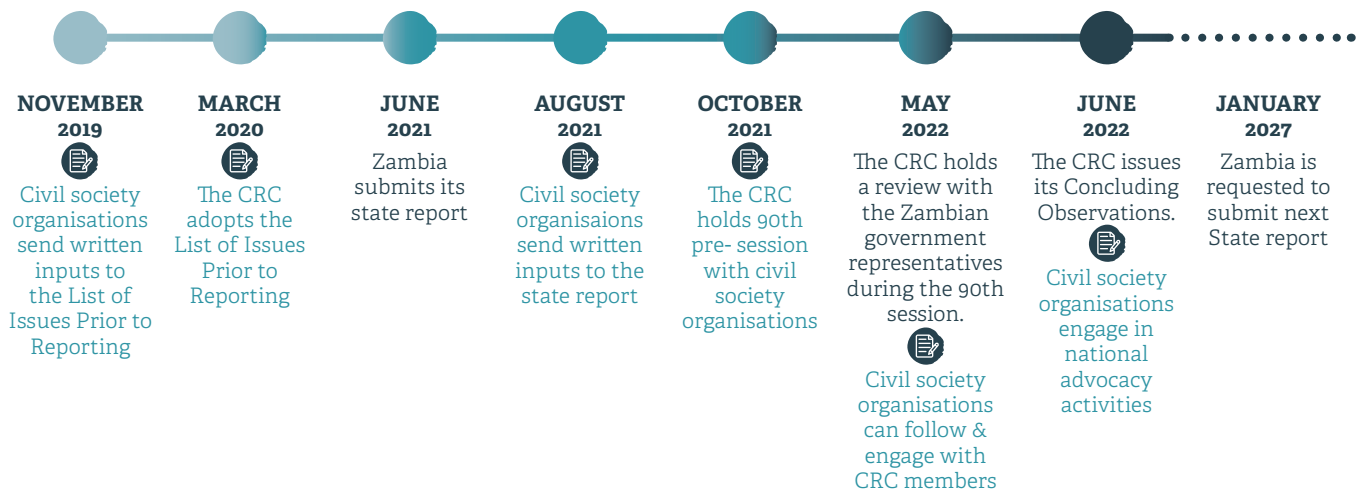 NOVEMBER
2019
Civil society
organisations
send written
inputs to
the List of
Issues Prior to
Reporting
MARCH
2020
The CRC
adopts the
List of Issues
Prior to
Reporting
JUNE
2021
Zambia
submits its
state report
AUGUST
2021
Civil society
organisaions
send written
inputs to the
state report
OCTOBER
2021
The CRC
holds 90th
pre- session
with civil
society
organisations
MAY
2022
The CRC holds
a review with
the Zambian
government
representatives
during the 90th
session.
Civil society
organisations
can follow &
engage with
CRC members
JUNE
2022
The CRC issues
its Concluding
Observations.
Civil society
organisations
engage in
national
advocacy
activities
JANUARY
2027
Zambia is
requested to
submit next
State report